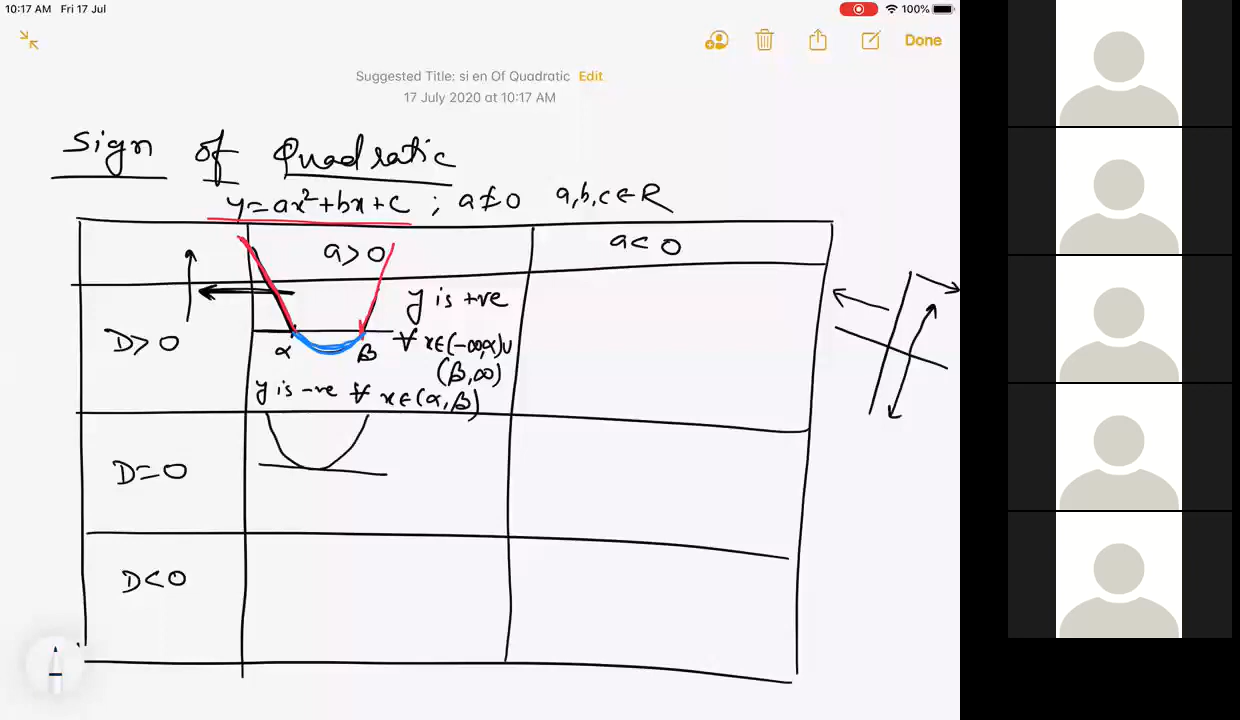 10:17 AM Fri 17 Jul
100%
Done
Suggested Title: si en Of Quadratic Edit
17 July 2020 at 10:17 AM
Sign of Quadratic
y=ax²+bx+c ; a≠0 a,b,c∈R
a>0
a<0
D>0
y is +ve
∀ x∈(-∞,α)∪
(β,∞)
α β
y is -ve ∀ x∈(α,β)
D=0
D<0